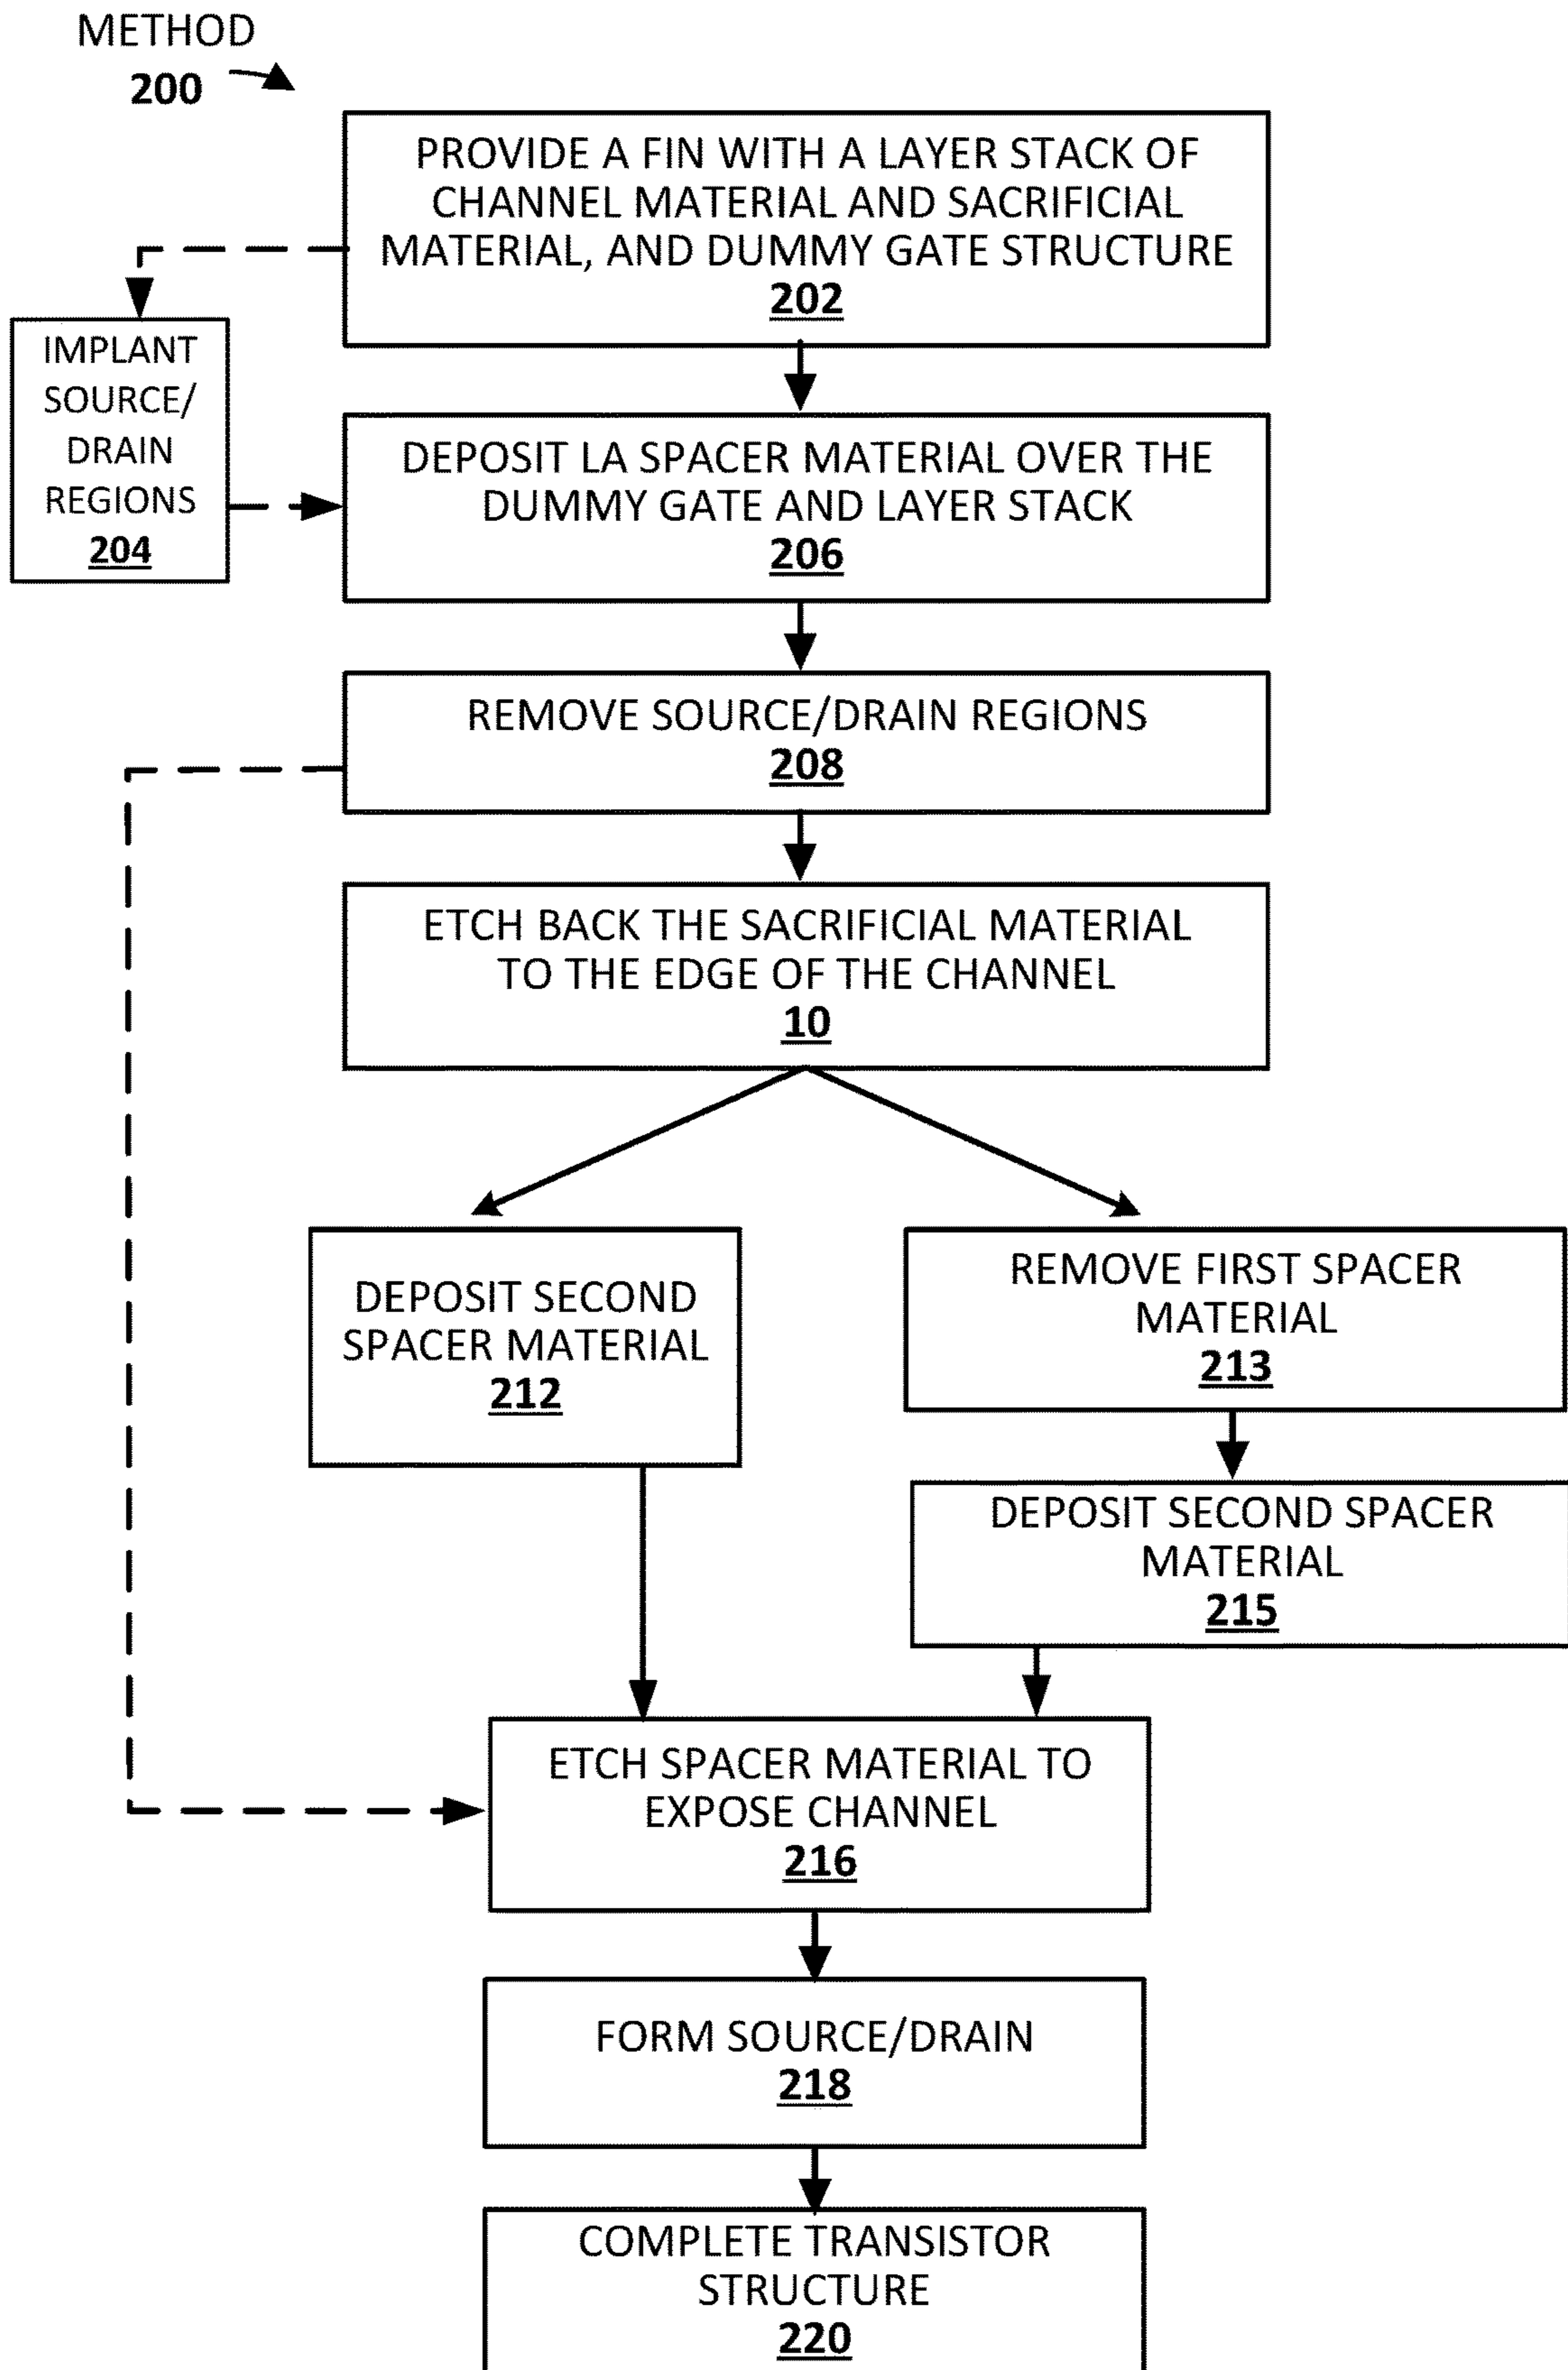 METHOD
200
PROVIDE A FIN WITH A LAYER STACK OF
CHANNEL MATERIAL AND SACRIFICIAL
MATERIAL, AND DUMMY GATE STRUCTURE
202
IMPLANT
SOURCE/
DRAIN
REGIONS
204
DEPOSIT LA SPACER MATERIAL OVER THE
DUMMY GATE AND LAYER STACK
206
REMOVE SOURCE/DRAIN REGIONS
208
ETCH BACK THE SACRIFICIAL MATERIAL
TO THE EDGE OF THE CHANNEL
10
DEPOSIT SECOND
SPACER MATERIAL
212
REMOVE FIRST SPACER
MATERIAL
213
DEPOSIT SECOND SPACER
MATERIAL
215
ETCH SPACER MATERIAL TO
EXPOSE CHANNEL
216
FORM SOURCE/DRAIN
218
COMPLETE TRANSISTOR
STRUCTURE
220